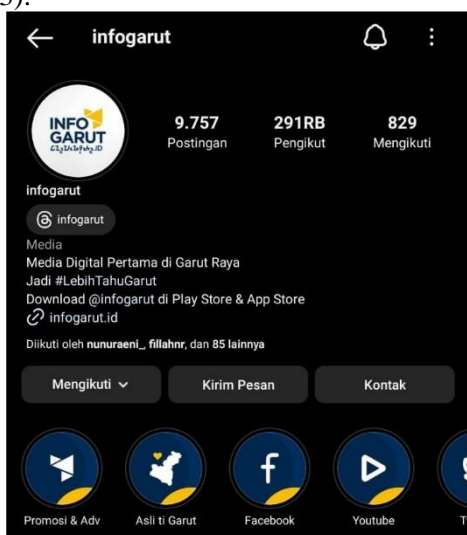 infogarut
INFO
GARUT
.ID
9.757
Postingan
291RB
Pengikut
829
Mengikuti
infogarut
infogarut
Media
Media Digital Pertama di Garut Raya
Jadi #LebihTahuGarut
Download @infogarut di Play Store & App Store
infogarut.id
Diikuti oleh nunuraeni_, fillahnr, dan 85 lainnya
Mengikuti
Kirim Pesan
Kontak
Promosi & Adv
Asli ti Garut
Facebook
Youtube